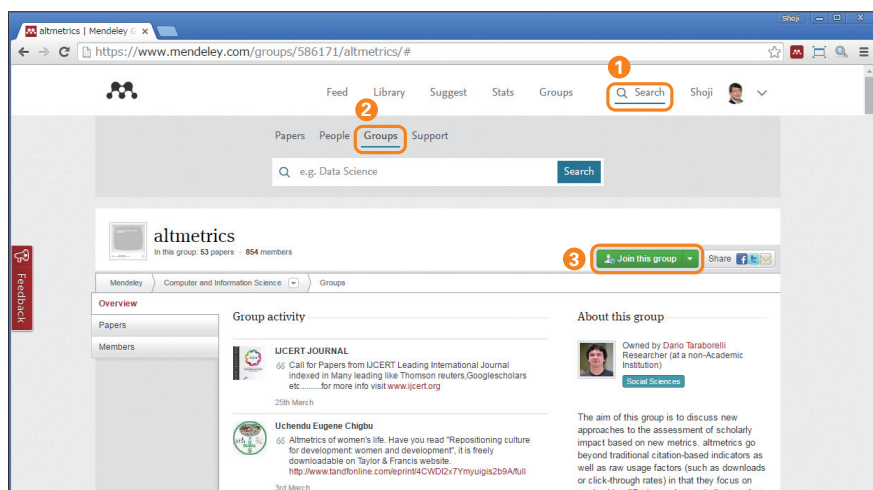 Shoji
altmetrics | Mendeley G
https://www.mendeley.com/groups/586171/altmetrics/#
1
Feed Library Suggest Stats Groups Search Shoji
2
Papers People Groups Support
e.g. Data Science Search
altmetrics
In this group: 53 papers · 854 members
3 Join this group Share
Feedback
Mendeley Computer and Information Science Groups
Overview
Papers
Members
Group activity
IJCERT JOURNAL
Call for Papers from IJCERT Leading International Journal
indexed in Many leading like Thomson reuters,Googlescholars
etc..........for more info visit www.ijcert.org
25th March
Uchendu Eugene Chigbu
Altmetrics of women's life. Have you read "Repositioning culture
for development: women and development", it is freely
downloadable on Taylor & Francis website.
http://www.tandfonline.com/eprint/4CWDI2x7Ymyuigis2b9A/full
3rd March
About this group
Owned by Dario Taraborelli
Researcher (at a non-Academic
Institution)
Social Sciences
The aim of this group is to discuss new
approaches to the assessment of scholarly
impact based on new metrics. altmetrics go
beyond traditional citation-based indicators as
well as raw usage factors (such as downloads
or click-through rates) in that they focus on